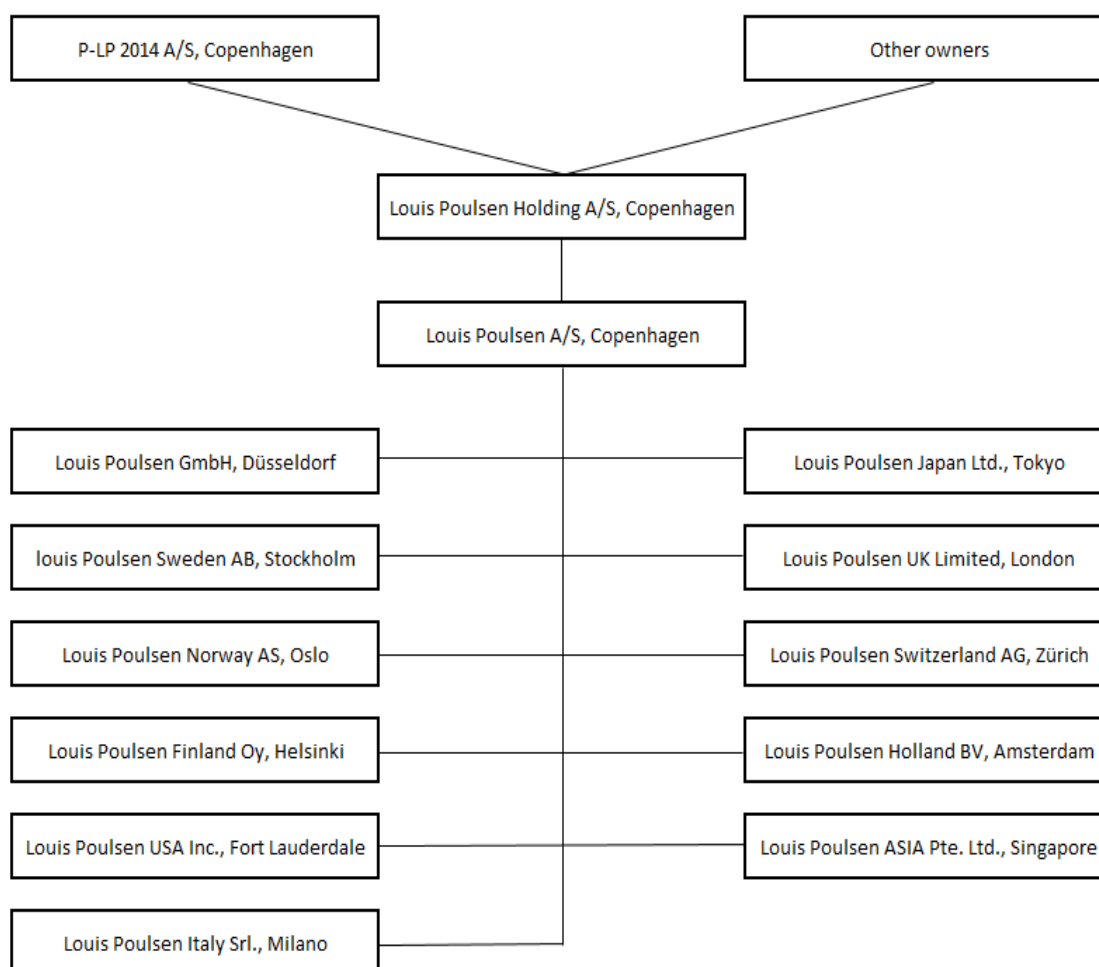 P-LP 2014 A/S, Copenhagen
Other owners
Louis Poulsen Holding A/S, Copenhagen
Louis Poulsen A/S, Copenhagen
Louis Poulsen GmbH, Düsseldorf
Louis Poulsen Japan Ltd., Tokyo
louis Poulsen Sweden AB, Stockholm
Louis Poulsen UK Limited, London
Louis Poulsen Norway AS, Oslo
Louis Poulsen Switzerland AG, Zürich
Louis Poulsen Finland Oy, Helsinki
Louis Poulsen Holland BV, Amsterdam
Louis Poulsen USA Inc., Fort Lauderdale
Louis Poulsen ASIA Pte. Ltd., Singapore
Louis Poulsen Italy Srl., Milano